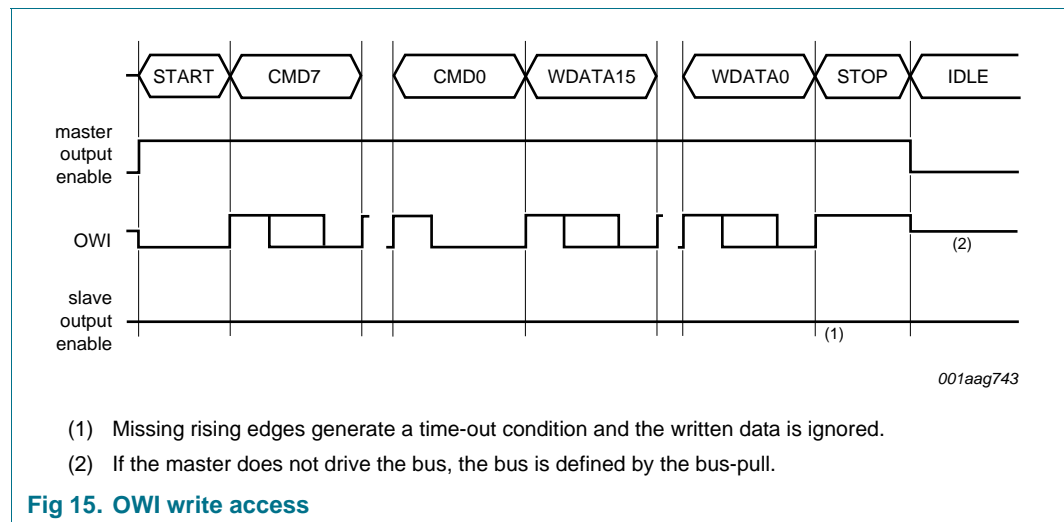 START CMD7 CMD0 WDATA15 WDATA0 STOP IDLE
master
output
enable
OWI
(2)
slave
output
enable
(1)
001aag743
(1) Missing rising edges generate a time-out condition and the written data is ignored.
(2) If the master does not drive the bus, the bus is defined by the bus-pull.
Fig 15. OWI write access